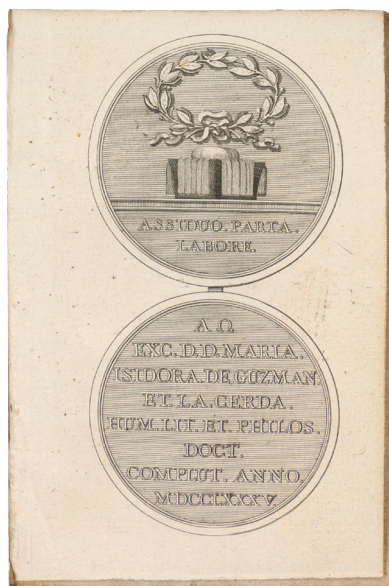 ASSIDUO. PARTA.
LABORE.
A Ω
EXC. D.D. MARIA.
ISIDORA. DE. GUZMAN.
ET. LA. CERDA.
HUM. LIT. ET. PHILOS.
DOCT.
COMPLUT. ANNO.
MDCCLXXXV.